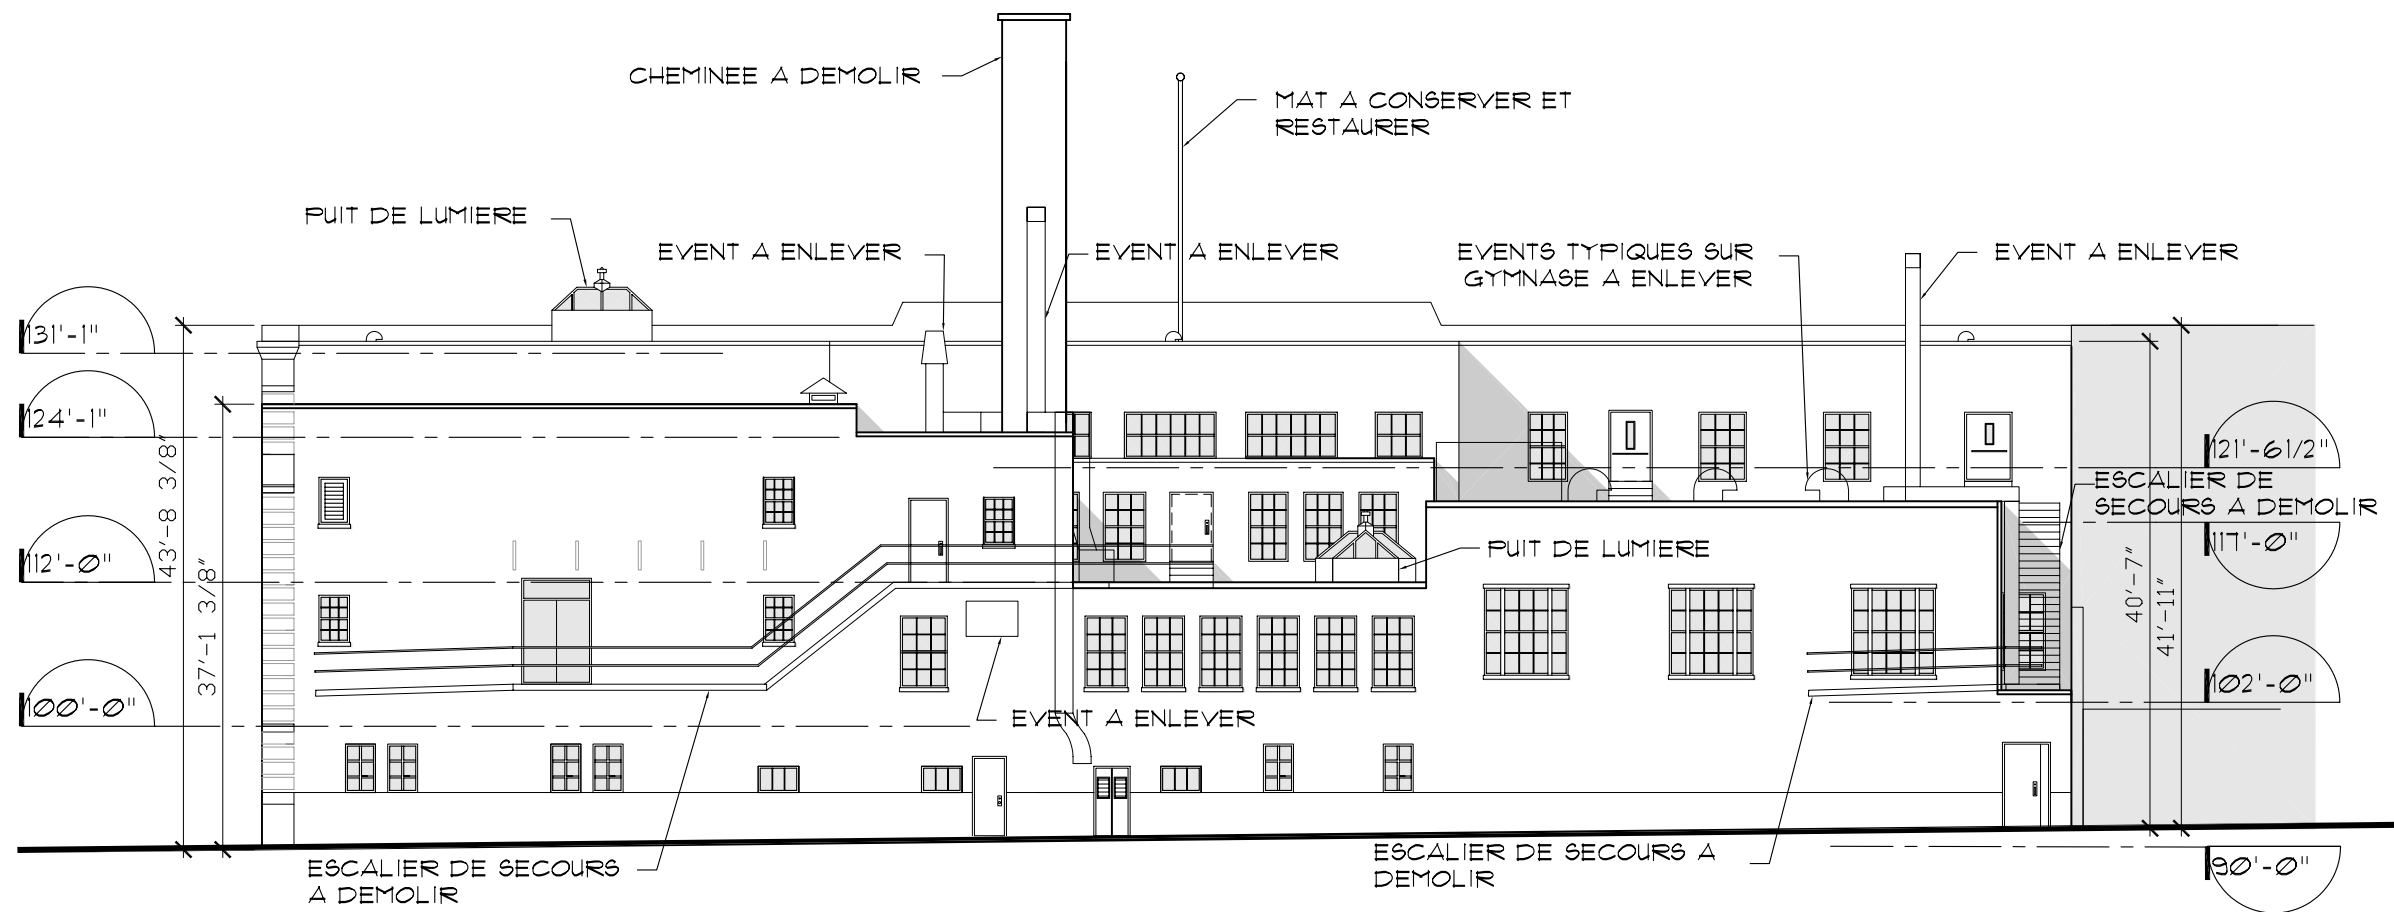 CHEMINEE A DEMOLIR
MAT A CONSERVER ET
RESTAURER
PUIT DE LUMIERE
EVENT A ENLEVER
EVENT A ENLEVER
EVENTS TYPIQUES SUR
GYMNASE A ENLEVER
EVENT A ENLEVER
131'-1"
124'-1"
43'-8 3/8"
121'-6 1/2"
ESCALIER DE
SECOURS A DEMOLIR
112'-0"
37'-1 3/8"
PUIT DE LUMIERE
117'-0"
40'-7"
41'-11"
100'-0"
102'-0"
EVENT A ENLEVER
ESCALIER DE SECOURS
A DEMOLIR
ESCALIER DE SECOURS A
DEMOLIR
90'-0"